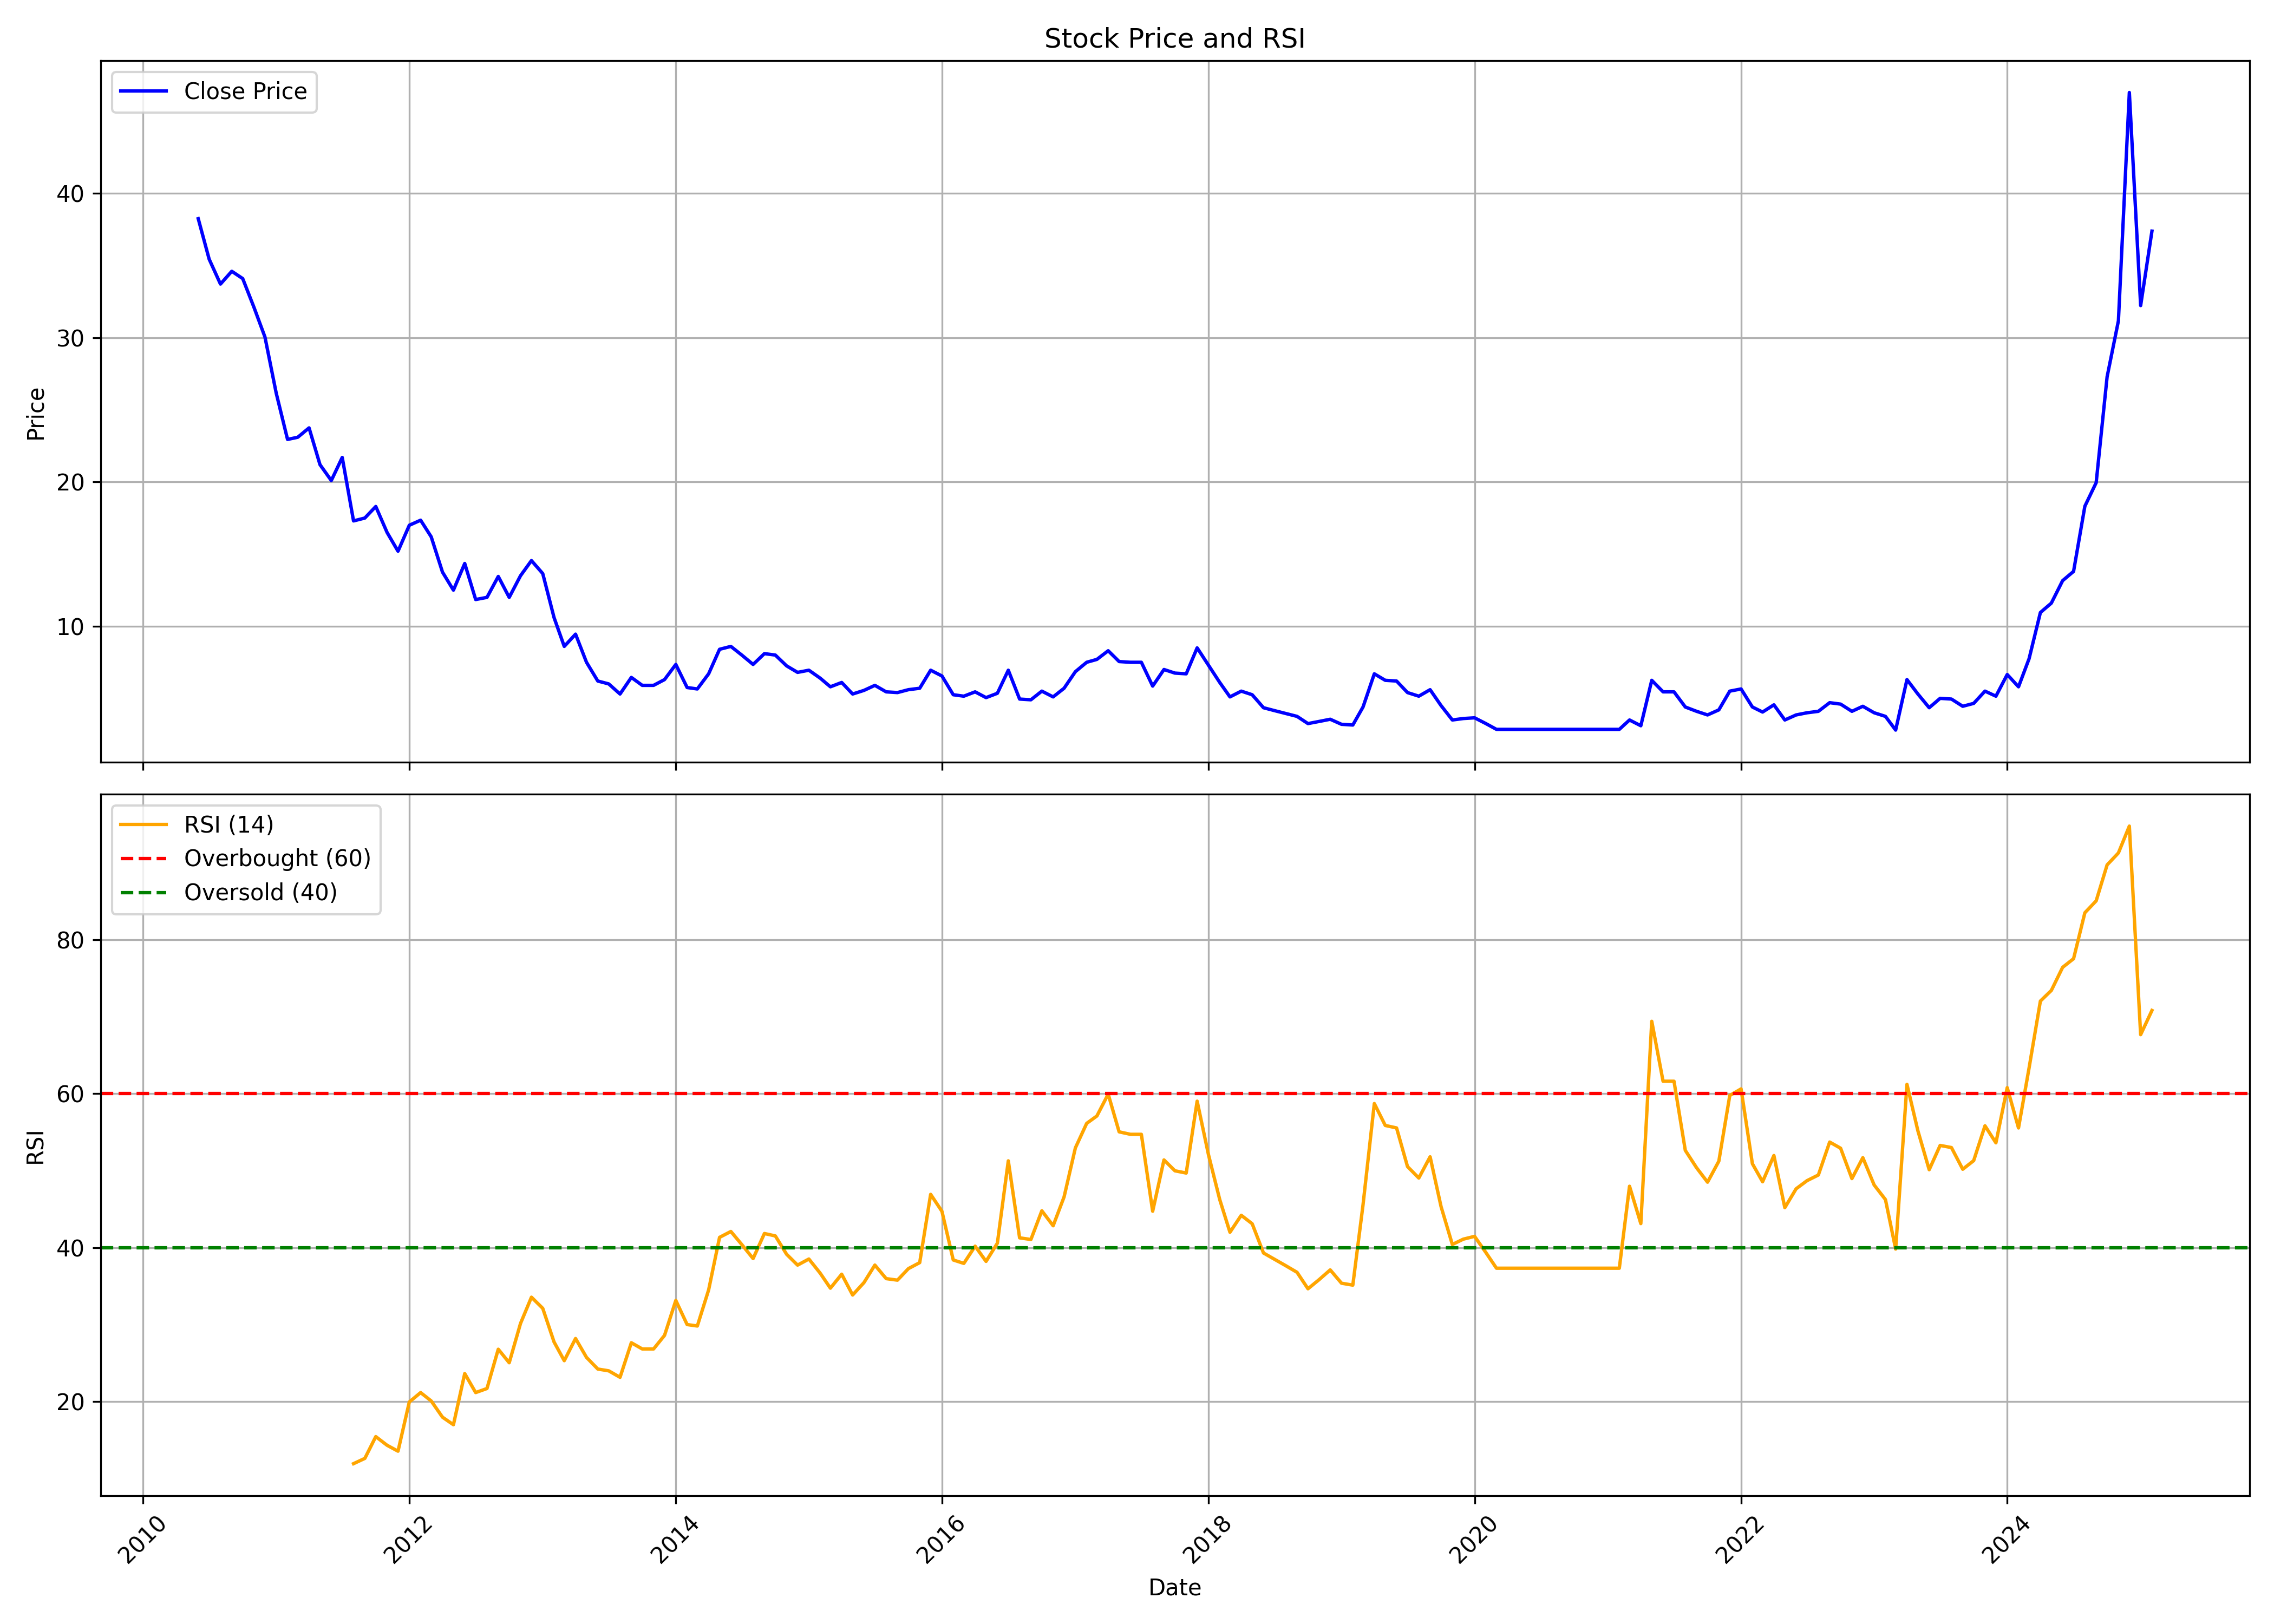 Stock Price and RSI
Close Price
40
30
20
10
Price
RSI (14)
Overbought (60)
Oversold (40)
80
60
40
20
RSI
2010
2012
2014
2016
2018
2020
2022
2024
Date